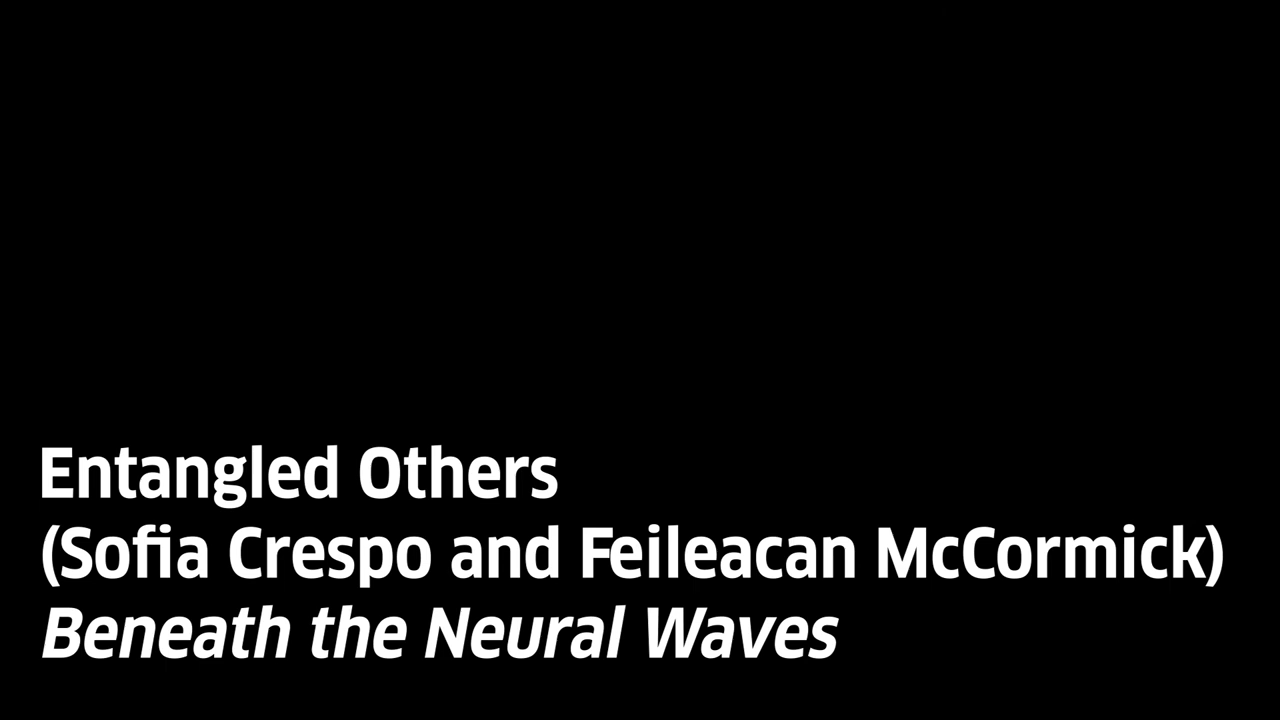 Entangled Others
(Sofia Crespo and Feileacan McCormick)
Beneath the Neural Waves